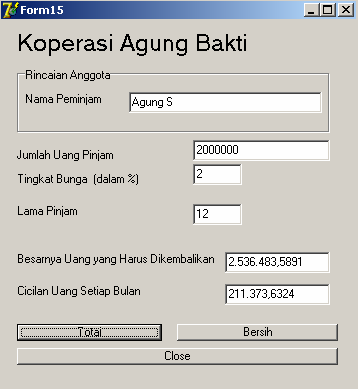 Form15
Koperasi Agung Bakti
Rincaian Anggota
Nama Peminjam Agung S
Jumlah Uang Pinjam 2000000
Tingkat Bunga (dalam %) 2
Lama Pinjam 12
Besarnya Uang yang Harus Dikembalikan 2.536.483,5891
Cicilan Uang Setiap Bulan 211.373,6324
Total Bersih
Close